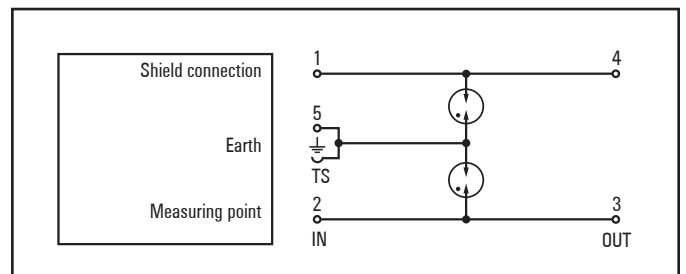 1 4
Shield connection
5
Earth
TS
Measuring point
2 3
IN OUT